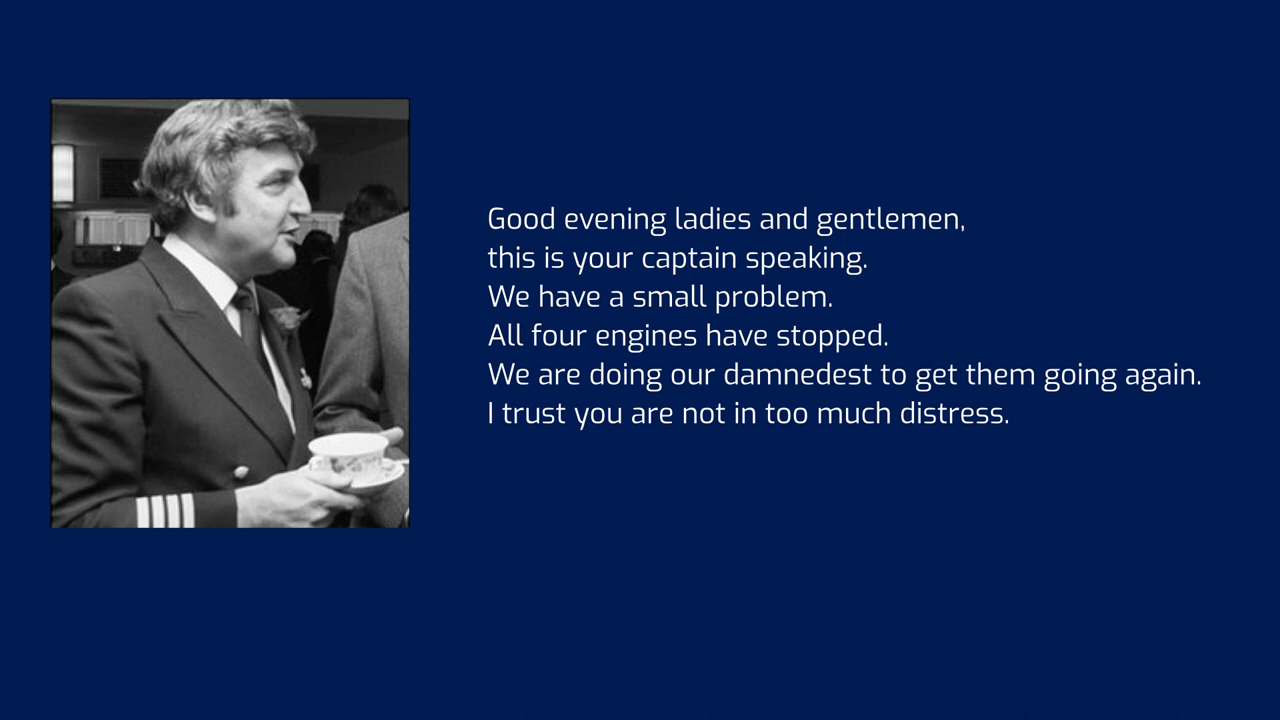 Good evening ladies and gentlemen,
this is your captain speaking.
We have a small problem.
All four engines have stopped.
We are doing our damnedest to get them going again.
I trust you are not in too much distress.